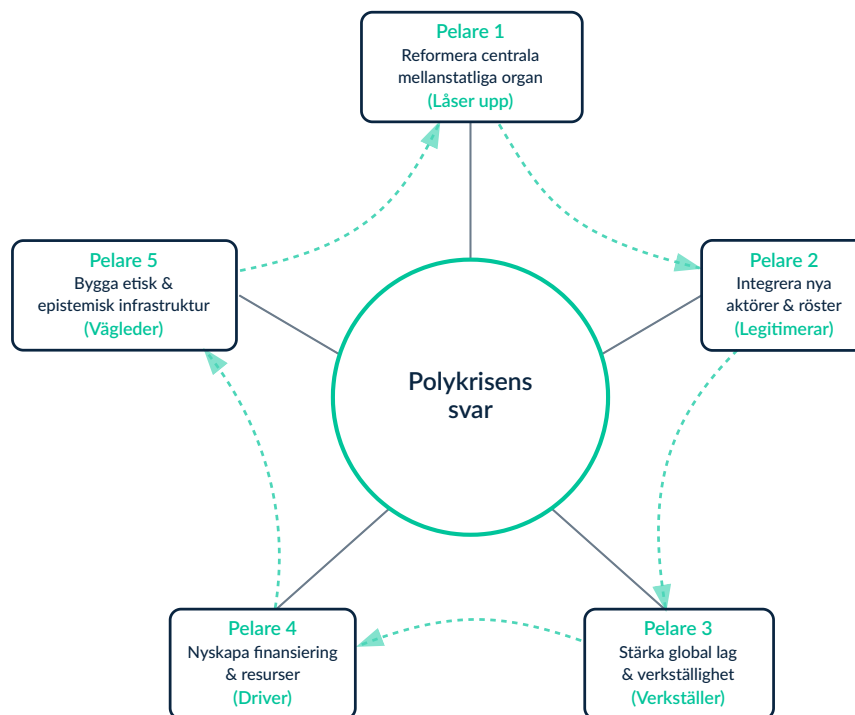 Pelare 1
Reformera centrala
mellanstatliga organ
(Låser upp)
Pelare 5
Bygga etisk &
epistemisk infrastruktur
(Vägleder)
Pelare 2
Integrera nya
aktörer & röster
(Legitimerar)
Polykrisens
svar
Pelare 4
Nyskapa finansiering
& resurser
(Driver)
Pelare 3
Stärka global lag
& verkställighet
(Verkställer)